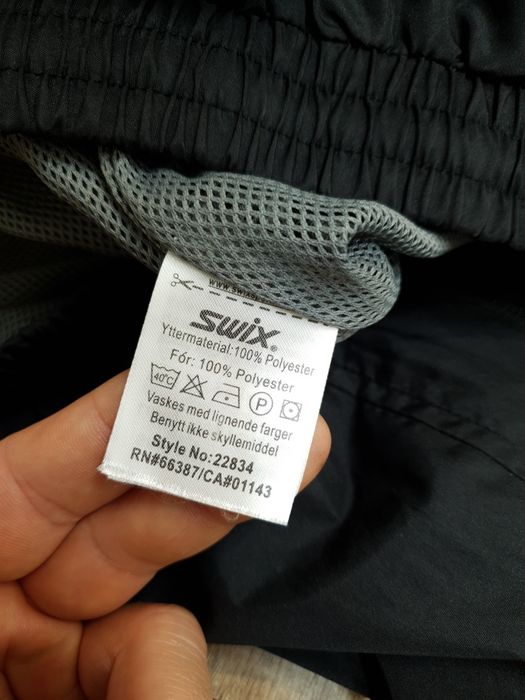 swix
Yttermaterial:100% Polyester
Fór: 100% Polyester
40°C P
Vaskes med lignende farger
Benytt ikke skyllemiddel
Style No:22834
RN#66387/CA#01143